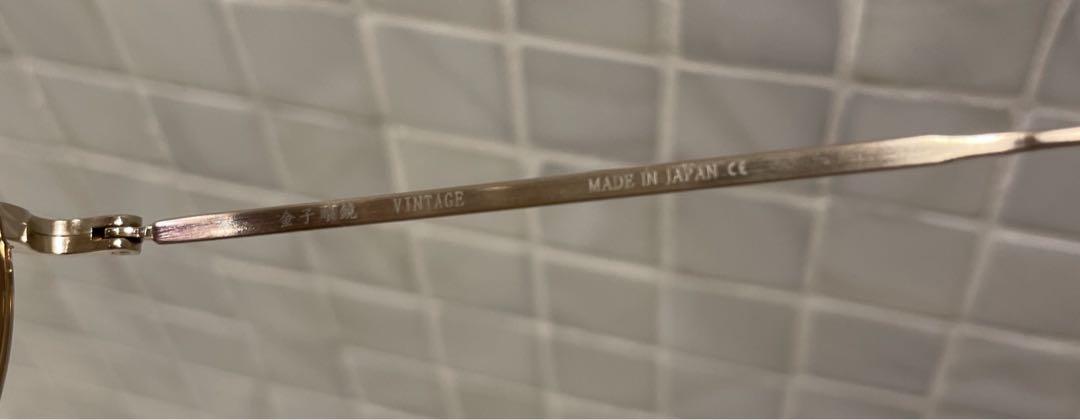 金子眼鏡 VINTAGE MADE IN JAPAN CE